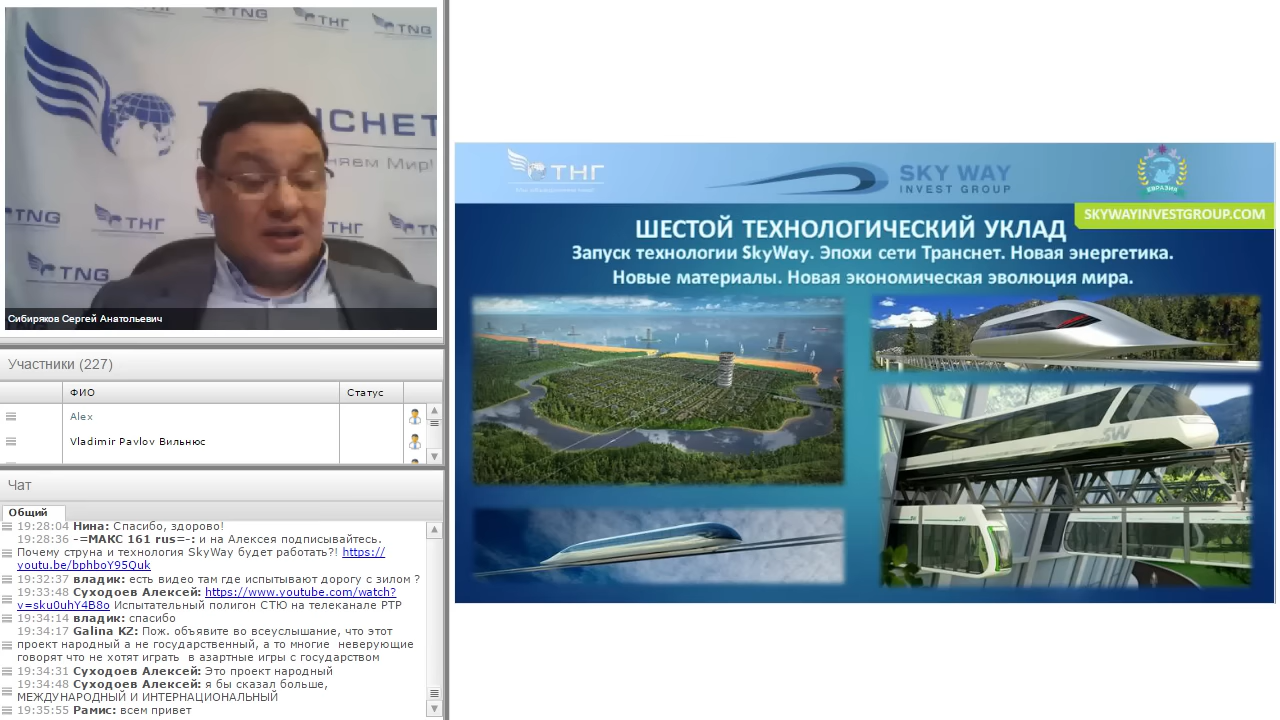 TNG
ТНГ
TNG
ТНГ
TNG
ТНГ
TNG
TNG
Сибиряков Сергей Анатольевич
Участники (227)
ФИО
Статус
Alex
Vladimir Pavlov Вильнюс
Чат
Общий
19:28:04 Нина: Спасибо, здорово!
19:28:36 -=МАКС 161 rus=-: и на Алексея подписывайтесь.
Почему струна и технология SkyWay будет работать?! https://
youtu.be/bphboY95Quk
19:32:37 владик: есть видео там где испытывают дорогу с зилом ?
19:33:48 Суходоев Алексей: https://www.youtube.com/watch?
v=sku0uhY4B8o Испытательный полигон СТЮ на телеканале РТР
19:34:14 владик: спасибо
19:34:17 Galina KZ: Пож. объявите во всеуслышание, что этот
проект народный а не государственный, а то многие неверующие
говорят что не хотят играть в азартные игры с государством
19:34:31 Суходоев Алексей: Это проект народный
19:34:48 Суходоев Алексей: я бы сказал больше,
МЕЖДУНАРОДНЫЙ И ИНТЕРНАЦИОНАЛЬНЫЙ
19:35:55 Рамис: всем привет
ТНГ
SKY WAY
INVEST GROUP
ЕВРАЗИЯ
SKYWAYINVESTGROUP.COM
ШЕСТОЙ ТЕХНОЛОГИЧЕСКИЙ УКЛАД
Запуск технологии SkyWay. Эпохи сети Транснет. Новая энергетика.
Новые материалы. Новая экономическая эволюция мира.
SW